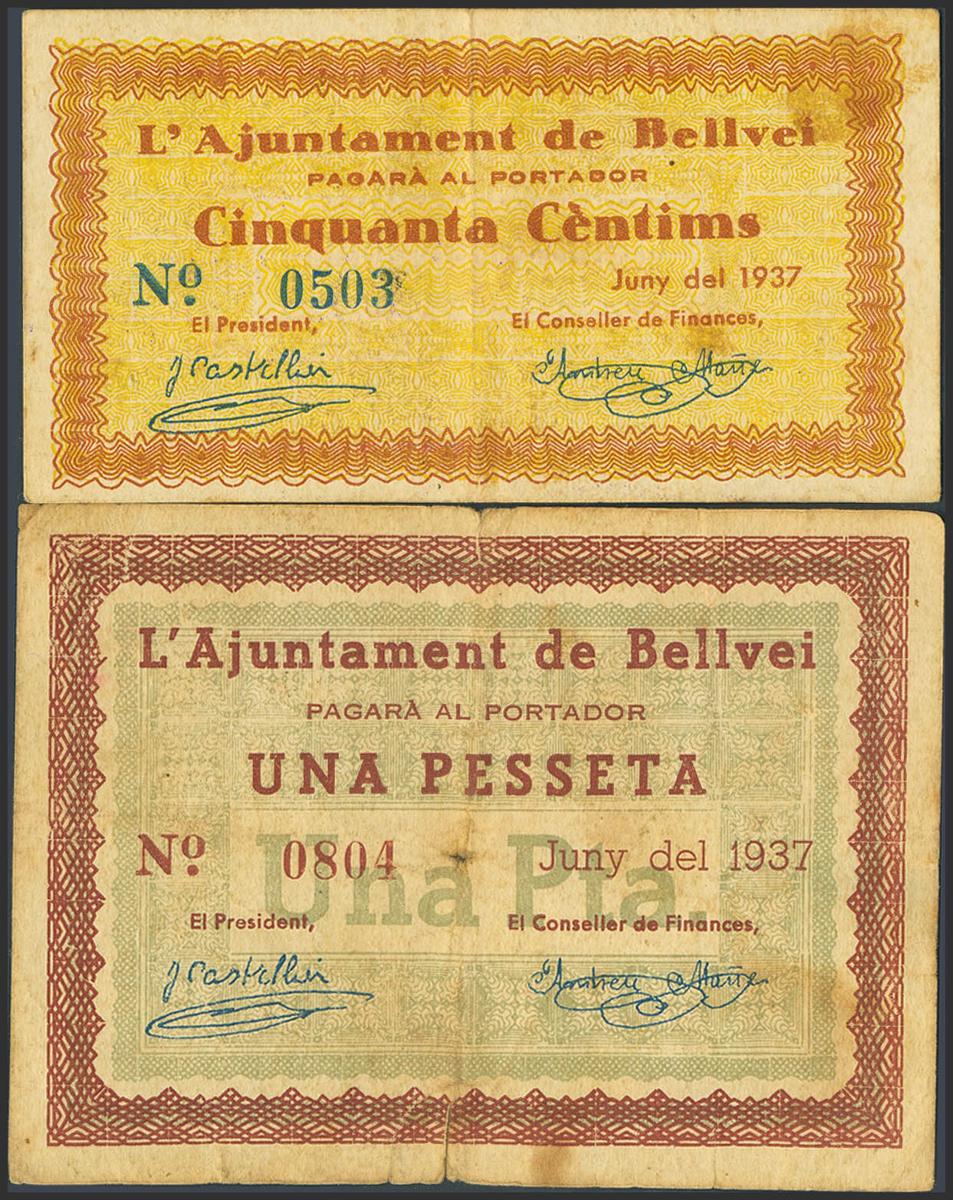 L' Ajuntament de Bellvei
PAGARÀ AL PORTADOR
Cinquanta Cèntims
Nº. 0503 Juny del 1937
El President, El Conseller de Finances,
L'Ajuntament de Bellvei
PAGARÀ AL PORTADOR
UNA PESSETA
Nº. 0804 Juny del 1937
Una Pta.
El President, El Conseller de Finances,